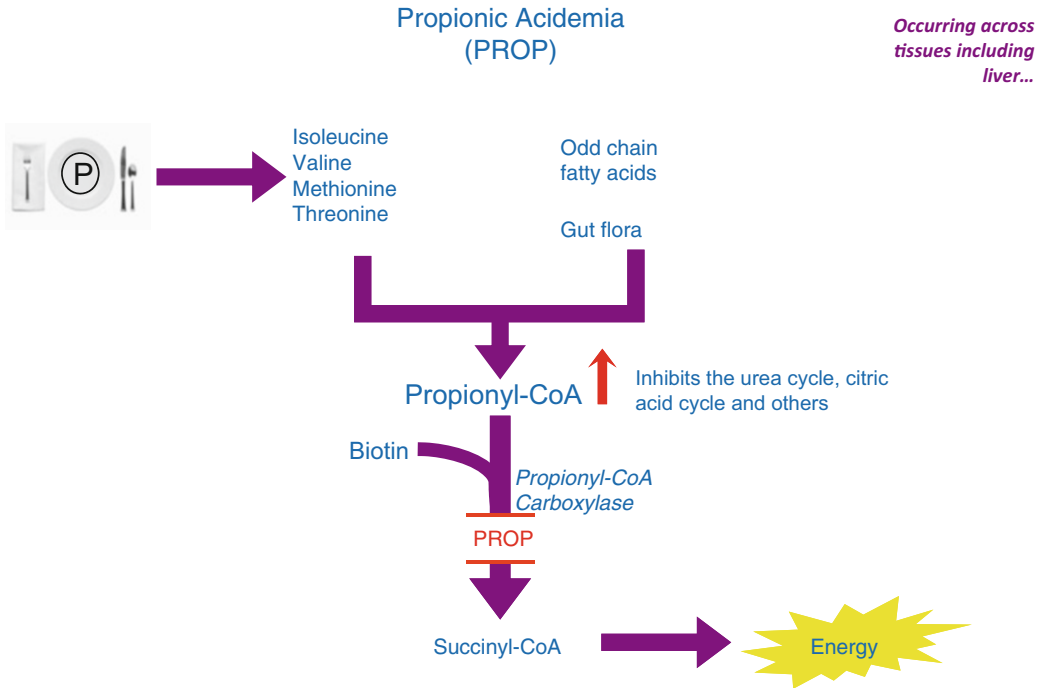 Propionic Acidemia
(PROP)
Occurring across
tissues including
liver...
P
Isoleucine
Valine
Methionine
Threonine
Odd chain
fatty acids
Gut flora
Propionyl-CoA
Inhibits the urea cycle, citric
acid cycle and others
Biotin
Propionyl-CoA
Carboxylase
PROP
Succinyl-CoA
Energy